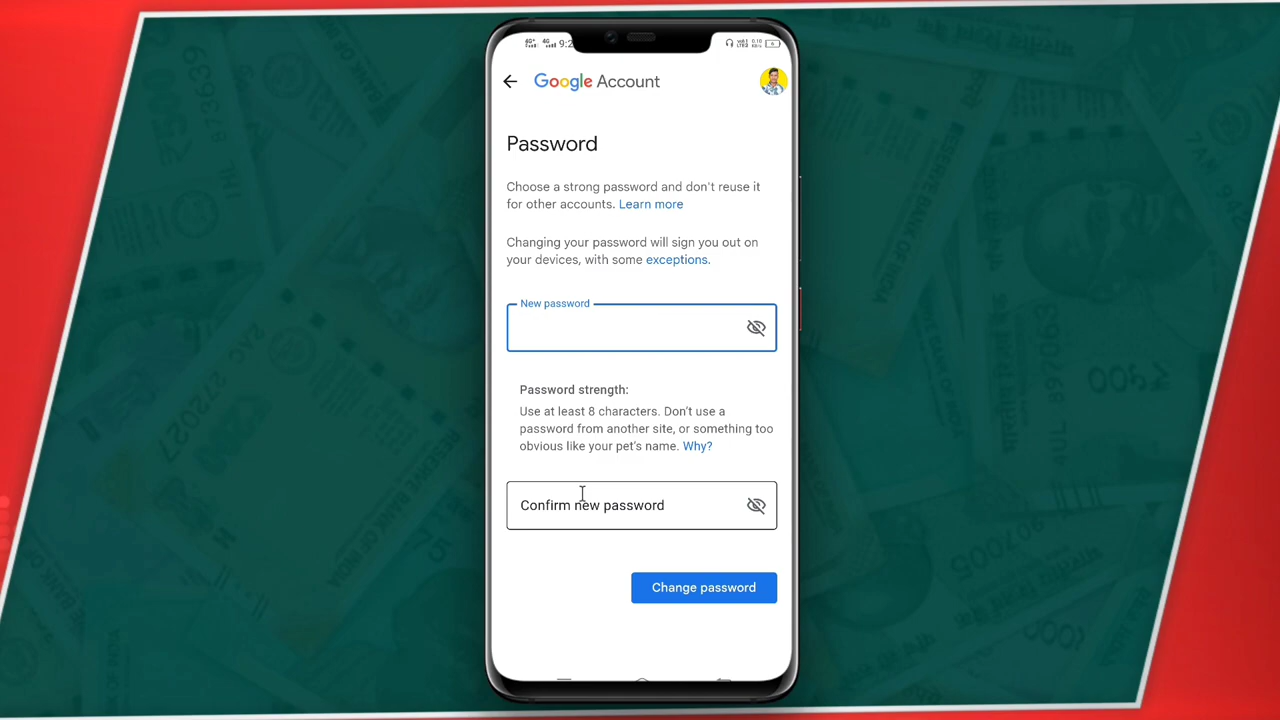 9:2
Google Account
Password
Choose a strong password and don't reuse it
for other accounts. Learn more
Changing your password will sign you out on
your devices, with some exceptions.
New password
Password strength:
Use at least 8 characters. Don't use a
password from another site, or something too
obvious like your pet's name. Why?
Confirm new password
Change password